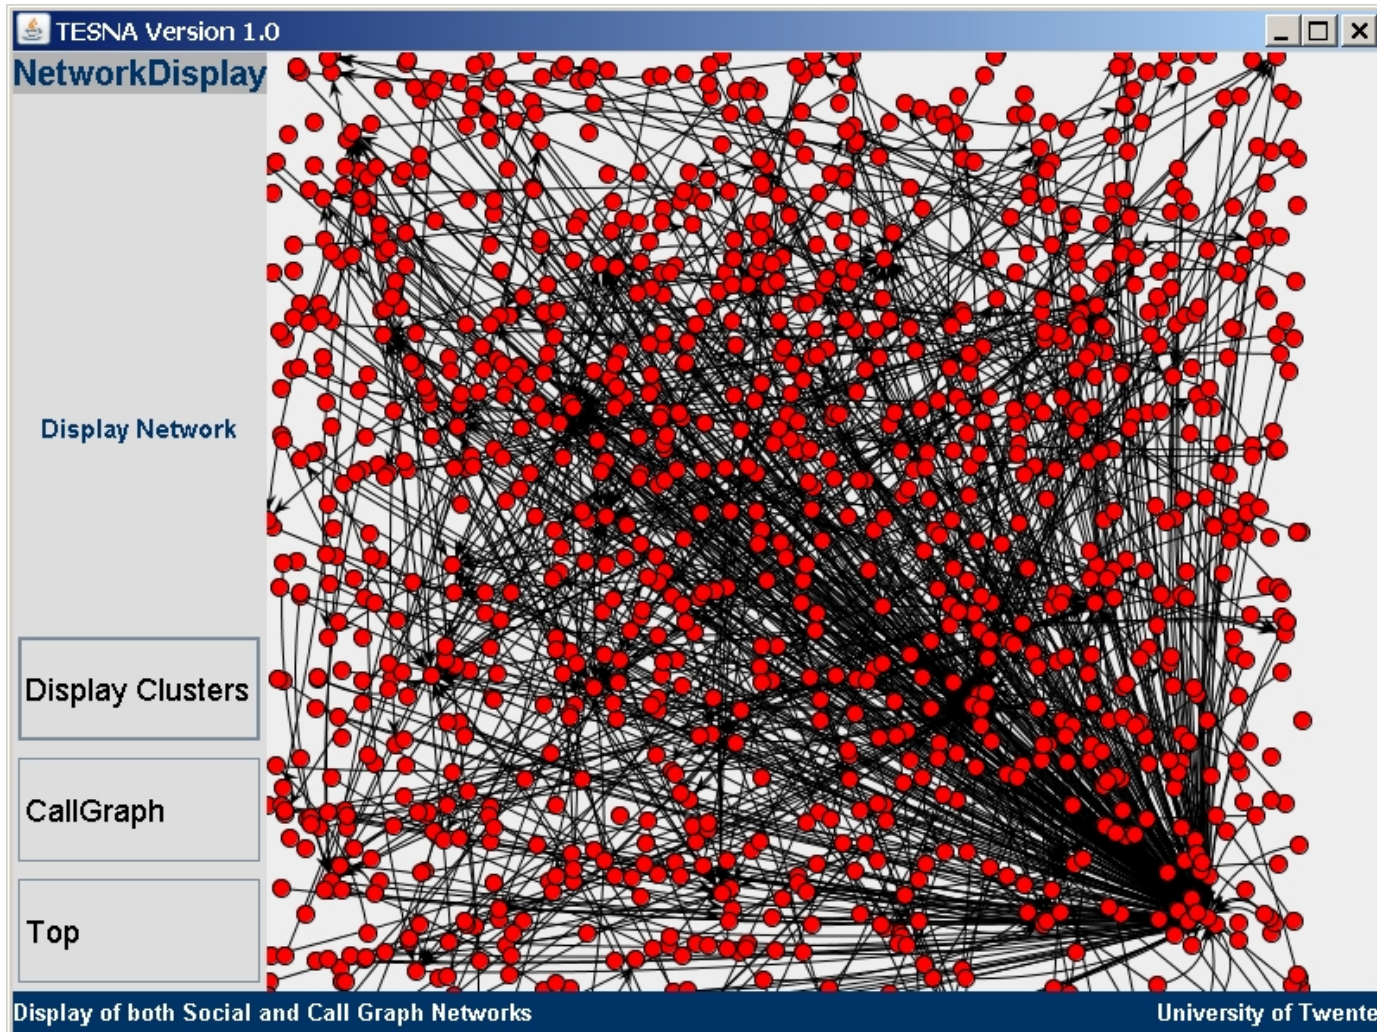 TESNA Version 1.0
NetworkDisplay
Display Network
Display Clusters
CallGraph
Top
Display of both Social and Call Graph Networks
University of Twente